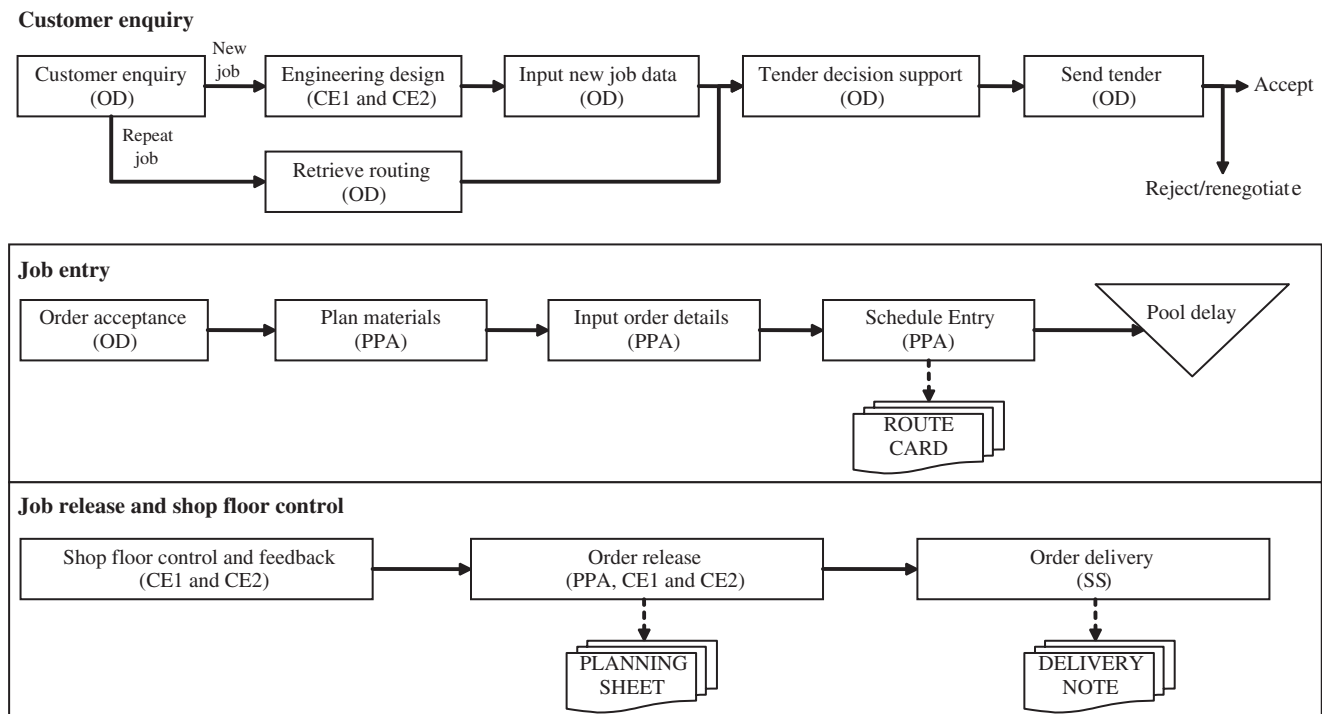 Customer enquiry
Customer enquiry
(OD)
New
job
Engineering design
(CE1 and CE2)
Input new job data
(OD)
Tender decision support
(OD)
Send tender
(OD)
Accept
Repeat
job
Retrieve routing
(OD)
Reject/renegotiate
Job entry
Order acceptance
(OD)
Plan materials
(PPA)
Input order details
(PPA)
Schedule Entry
(PPA)
Pool delay
ROUTE
CARD
Job release and shop floor control
Shop floor control and feedback
(CE1 and CE2)
Order release
(PPA, CE1 and CE2)
Order delivery
(SS)
PLANNING
SHEET
DELIVERY
NOTE